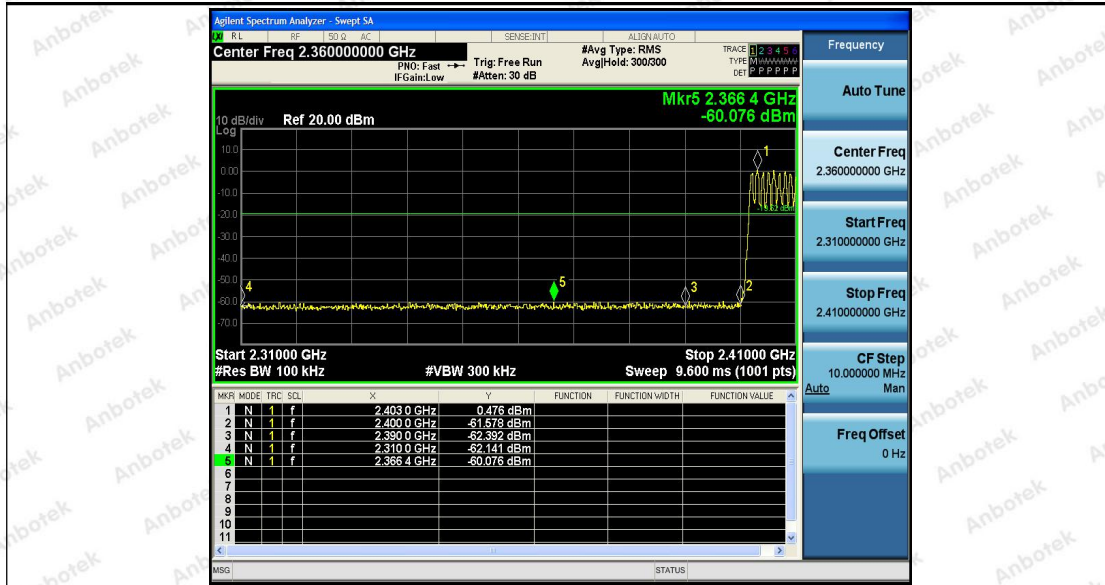 Agilent Spectrum Analyzer - Swept SA
RL RF 50 Ω AC SENSE:INT ALIGNAUTO
Center Freq 2.360000000 GHz
PNO: Fast
IFGain:Low
Trig: Free Run
#Atten: 30 dB
#Avg Type: RMS
Avg|Hold: 300/300
TRACE 1 2 3 4 5 6
TYPE M
DET P P P P P P
Mkr5 2.366 4 GHz
-60.076 dBm
10 dB/div Ref 20.00 dBm
Log
10.0
0.00
-10.0
-20.0
-30.0
-40.0
-50.0
-60.0
-70.0
1
4
5
3
2
Start 2.31000 GHz Stop 2.41000 GHz
#Res BW 100 kHz #VBW 300 kHz Sweep 9.600 ms (1001 pts)
MKR MODE TRC SCL X Y FUNCTION FUNCTION WIDTH FUNCTION VALUE
1 N 1 f 2.403 0 GHz 0.476 dBm
2 N 1 f 2.400 0 GHz -61.578 dBm
3 N 1 f 2.390 0 GHz -62.392 dBm
4 N 1 f 2.310 0 GHz -62.141 dBm
5 N 1 f 2.366 4 GHz -60.076 dBm
6
7
8
9
10
11
MSG STATUS
Frequency
Auto Tune
Center Freq
2.360000000 GHz
Start Freq
2.310000000 GHz
Stop Freq
2.410000000 GHz
CF Step
10.000000 MHz
Auto Man
Freq Offset
0 Hz
Anbotek